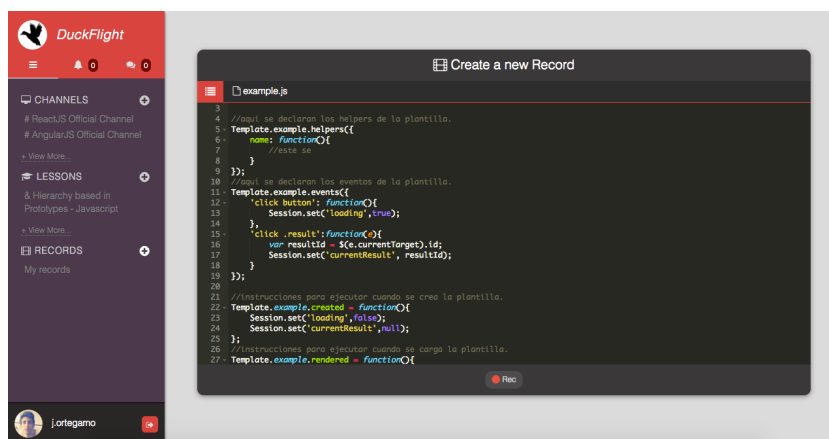 DuckFlight
0
0
CHANNELS
# ReactJS Official Channel
# AngularJS Official Channel
+ View More...
LESSONS
& Hierarchy based in
Prototypes - Javascript
+ View More...
RECORDS
My records
j.ortegamo
Create a new Record
example.js
3
4 //aqui se declaran los helpers de la plantilla.
5 - Template.example.helpers({
6 - name: function(){
7 //este se
8 }
9 });
10 //aqui se declaran los eventos de la plantilla.
11 - Template.example.events({
12 - 'click button': function(){
13 Session.set('loading',true);
14 },
15 - 'click .result':function(e){
16 var resultId = $(e.currentTarget).id;
17 Session.set('currentResult', resultId);
18 }
19 });
20
21 //instrucciones para ejecutar cuando se crea la plantilla.
22 - Template.example.created = function(){
23 Session.set('loading',false);
24 Session.set('currentResult',null);
25 };
26 //instrucciones para ejecutar cuando se carga la plantilla.
27 - Template.example.rendered = function(){
Rec